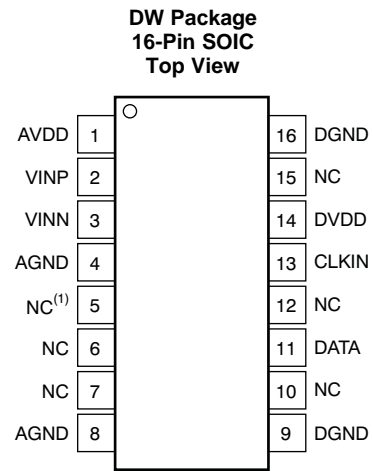 DW Package
16-Pin SOIC
Top View
AVDD 1 16 DGND
VINP 2 15 NC
VINN 3 14 DVDD
AGND 4 13 CLKIN
NC(1) 5 12 NC
NC 6 11 DATA
NC 7 10 NC
AGND 8 9 DGND